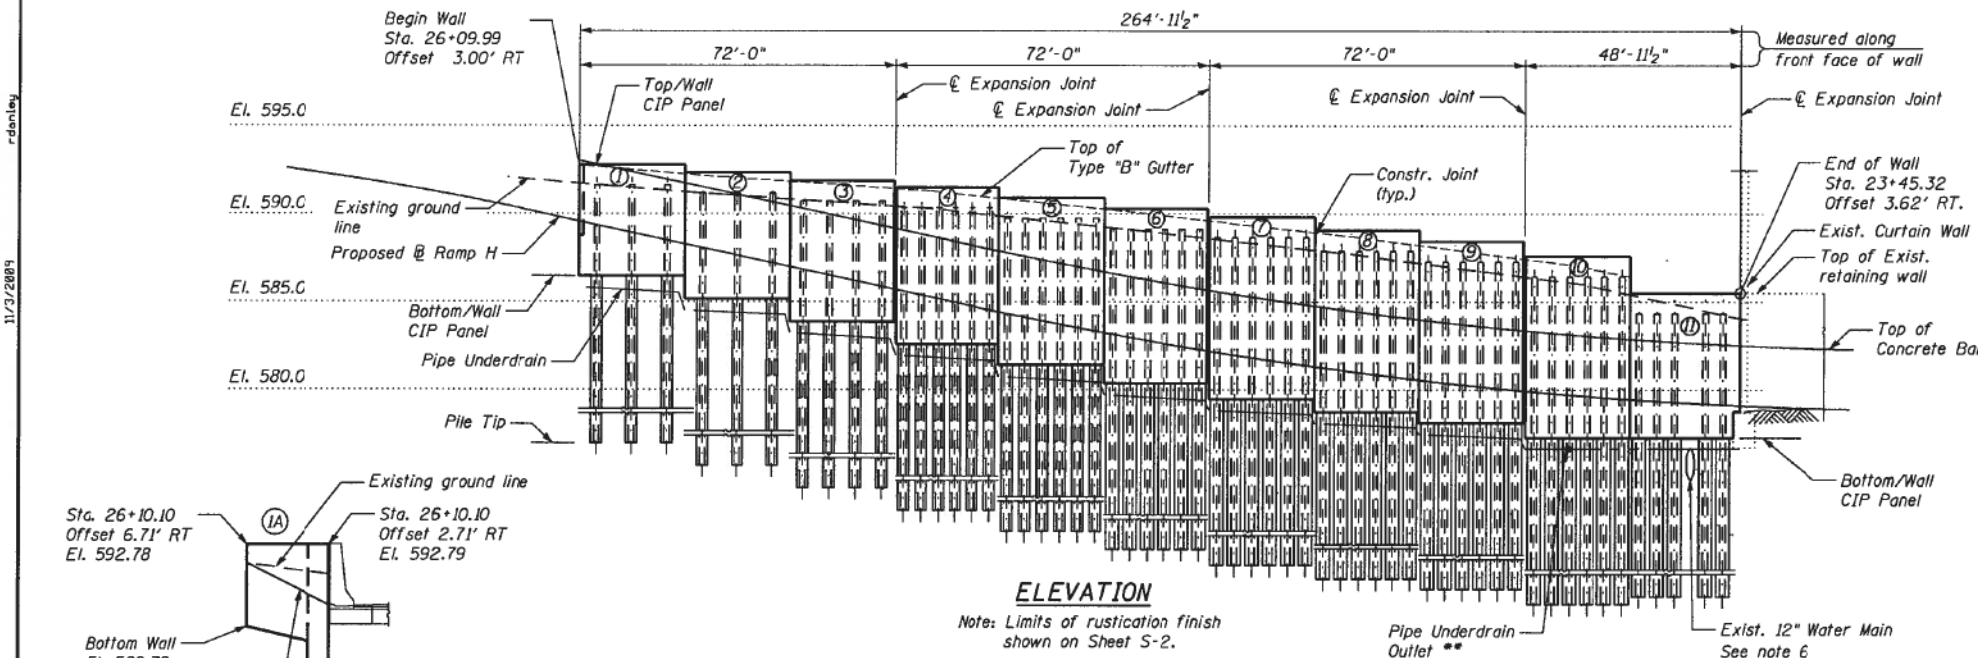 Begin Wall
Sta. 26+09.99
Offset 3.00' RT
264'-11½"
72'-0"
72'-0"
72'-0"
48'-11½"
Measured along
front face of wall
Top/Wall
CIP Panel
℄ Expansion Joint
℄ Expansion Joint
℄ Expansion Joint
℄ Expansion Joint
rdanley
El. 595.0
Top of
Type "B" Gutter
Constr. Joint
(typ.)
End of Wall
Sta. 23+45.32
Offset 3.62' RT.
El. 590.0
Existing ground
line
Proposed ℄ Ramp H
1
2
3
4
5
6
7
8
9
10
11
Exist. Curtain Wall
Top of Exist.
retaining wall
11/3/2009
El. 585.0
Bottom/Wall
CIP Panel
Pipe Underdrain
Top of
Concrete
El. 580.0
Pile Tip
Existing ground line
Bottom/Wall
CIP Panel
Sta. 26+10.10
Offset 6.71' RT
El. 592.78
1A
Sta. 26+10.10
Offset 2.71' RT
El. 592.79
ELEVATION
Note: Limits of rustication finish
shown on Sheet S-2.
Pipe Underdrain
Outlet **
Exist. 12" Water Main
See note 6
Bottom Wall